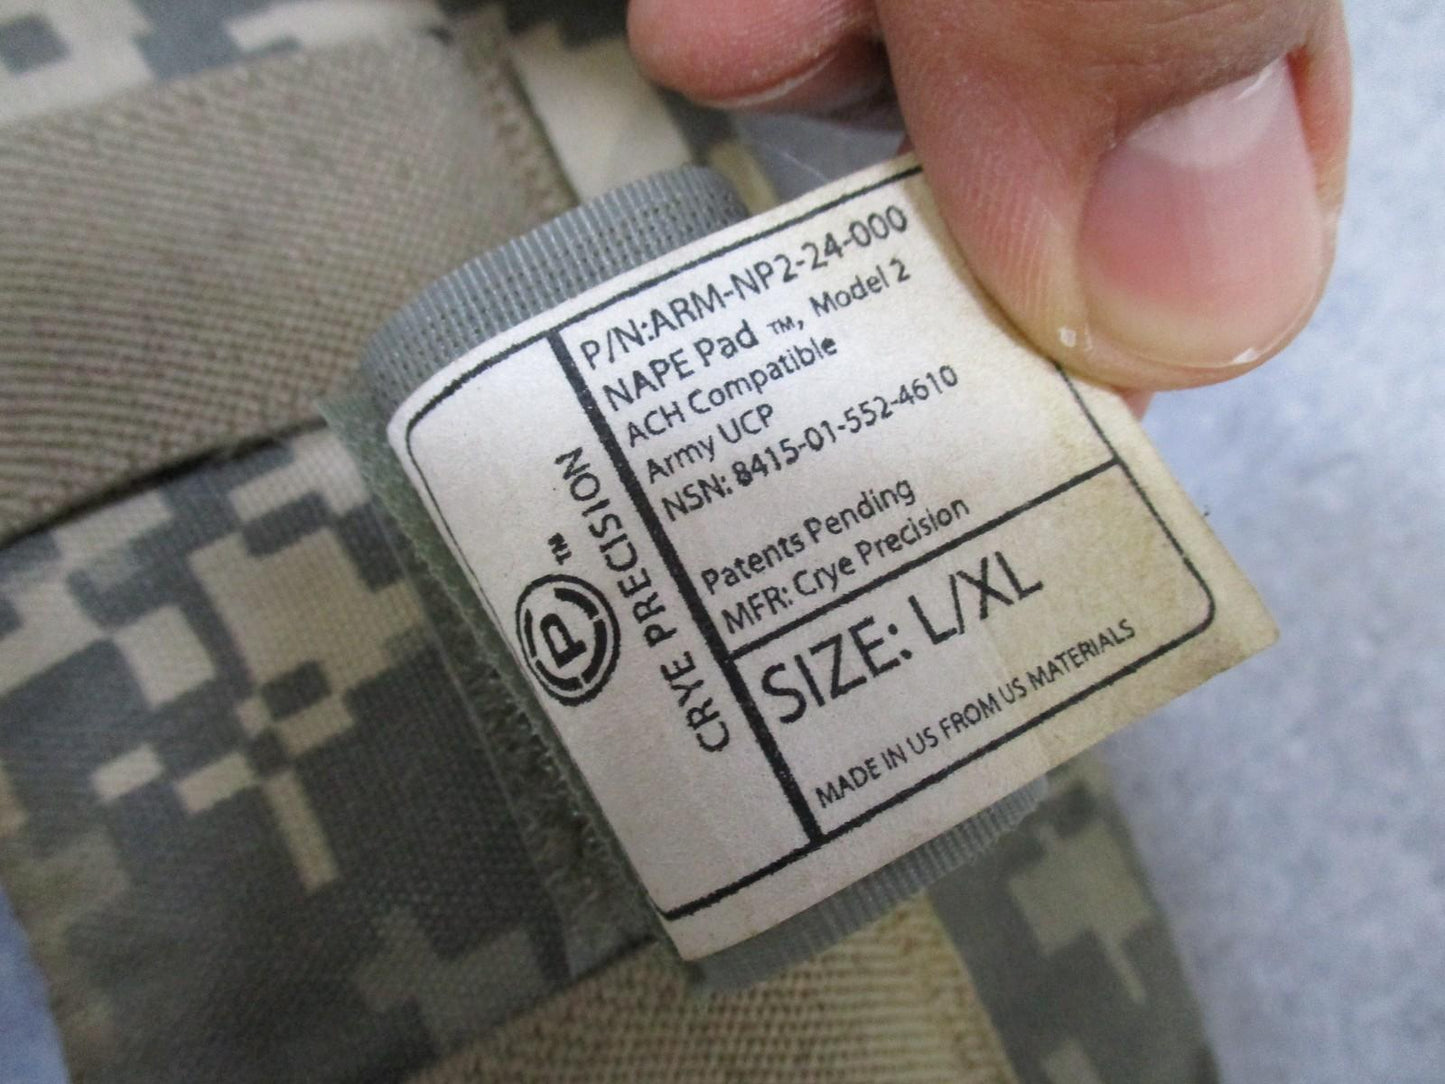 P/N:ARM-NP2-24-000
NAPE Pad ™, Model 2
ACH Compatible
Army UCP
NSN: 8415-01-552-4610
Patents Pending
MFR: Crye Precision
SIZE: L/XL
MADE IN US FROM US MATERIALS
P ™
CRYE PRECISION